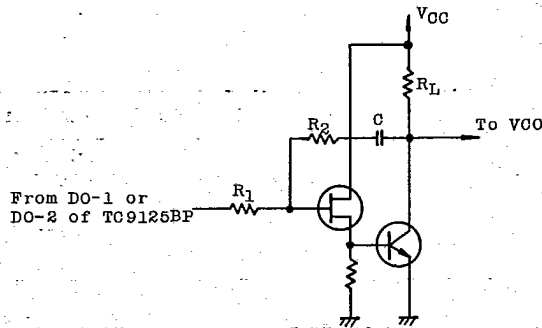 VCC
RL
R2
C
To VCO
R1
From DO-1 or
DO-2 of TC9125BP